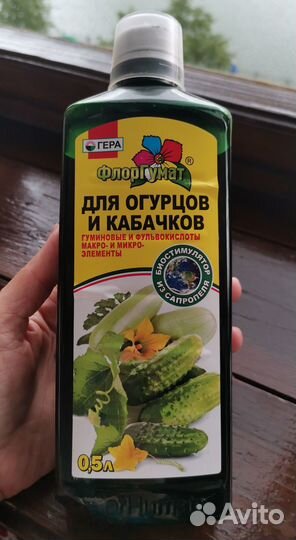 ГЕРА
ФлорГумат®
ДЛЯ ОГУРЦОВ
И КАБАЧКОВ
ГУМИНОВЫЕ И ФУЛЬВОКИСЛОТЫ
МАКРО- И МИКРО-
ЭЛЕМЕНТЫ
БИОСТИМУЛЯТОР
ИЗ САПРОПЕЛЯ
0,5л
Avito